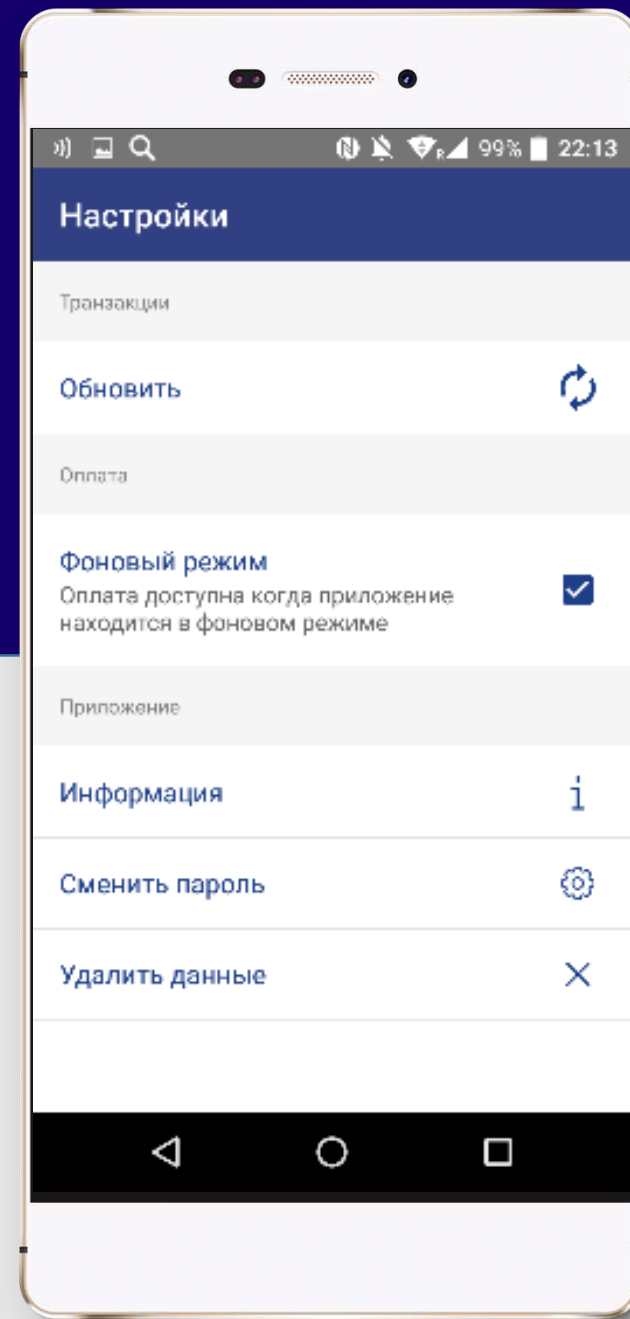 99% 22:13
Настройки
Транзакции
Обновить
Оплата
Фоновый режим
Оплата доступна когда приложение
находится в фоновом режиме
Приложение
Информация
Сменить пароль
Удалить данные